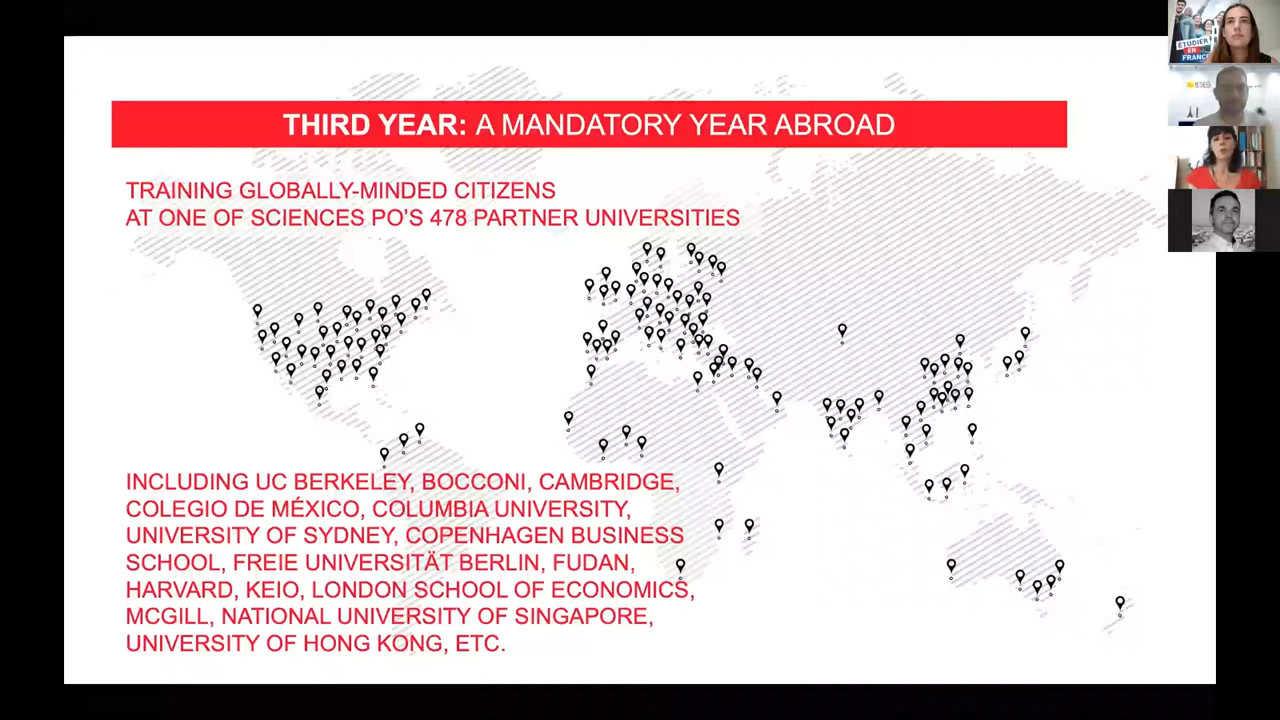 THIRD YEAR: A MANDATORY YEAR ABROAD
TRAINING GLOBALLY-MINDED CITIZENS
AT ONE OF SCIENCES PO'S 478 PARTNER UNIVERSITIES
INCLUDING UC BERKELEY, BOCCONI, CAMBRIDGE,
COLEGIO DE MÉXICO, COLUMBIA UNIVERSITY,
UNIVERSITY OF SYDNEY, COPENHAGEN BUSINESS
SCHOOL, FREIE UNIVERSITÄT BERLIN, FUDAN,
HARVARD, KEIO, LONDON SCHOOL OF ECONOMICS,
MCGILL, NATIONAL UNIVERSITY OF SINGAPORE,
UNIVERSITY OF HONG KONG, ETC.
ÉTUDIER
EN
FRANCE
IESEG